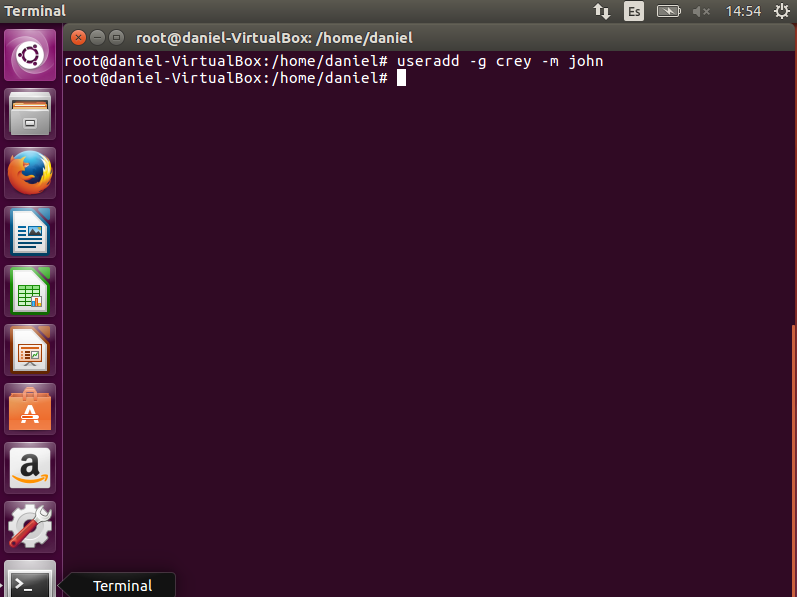 Terminal
Es
14:54
root@daniel-VirtualBox: /home/daniel
root@daniel-VirtualBox:/home/daniel# useradd -g crey -m john
root@daniel-VirtualBox:/home/daniel#
A
a
>_
Terminal